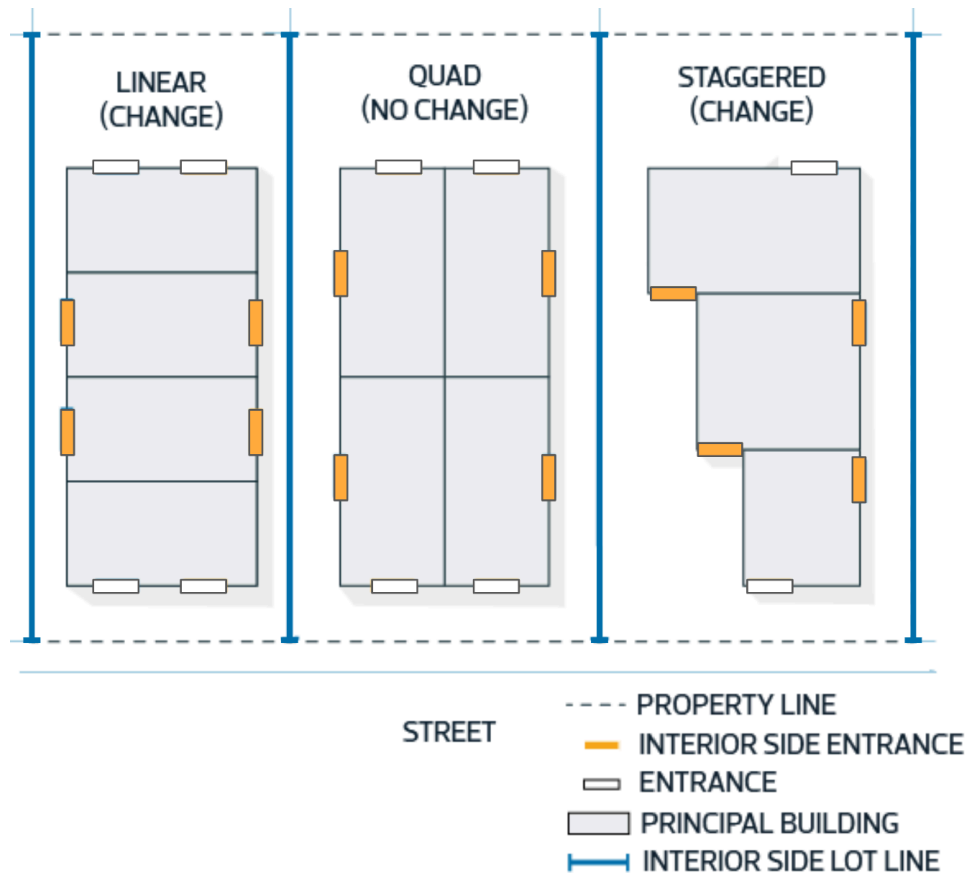 LINEAR
(CHANGE)
QUAD
(NO CHANGE)
STAGGERED
(CHANGE)
STREET
PROPERTY LINE
INTERIOR SIDE ENTRANCE
ENTRANCE
PRINCIPAL BUILDING
INTERIOR SIDE LOT LINE